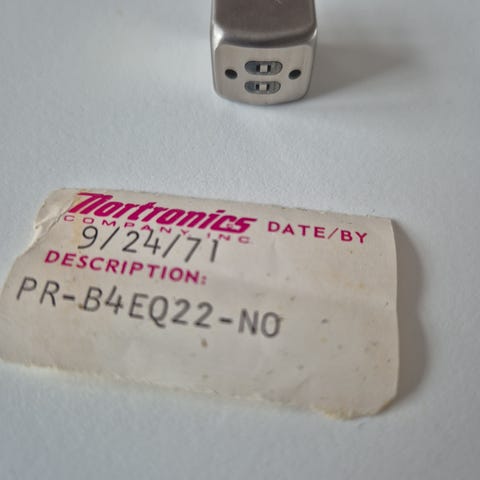 Nortronics
COMPANY, INC. DATE/BY
9/24/71
DESCRIPTION:
PR-B4EQ22-NO